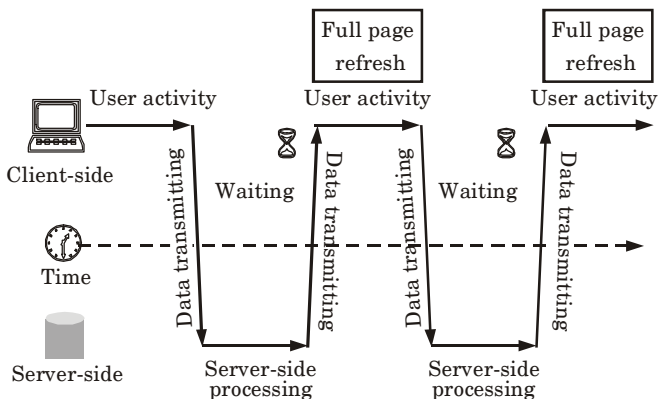 Full page
refresh
Full page
refresh
User activity
User activity
User activity
Client-side
Data transmitting
Waiting
Data transmitting
Data transmitting
Waiting
Data transmitting
Time
Server-side
Server-side
processing
Server-side
processing